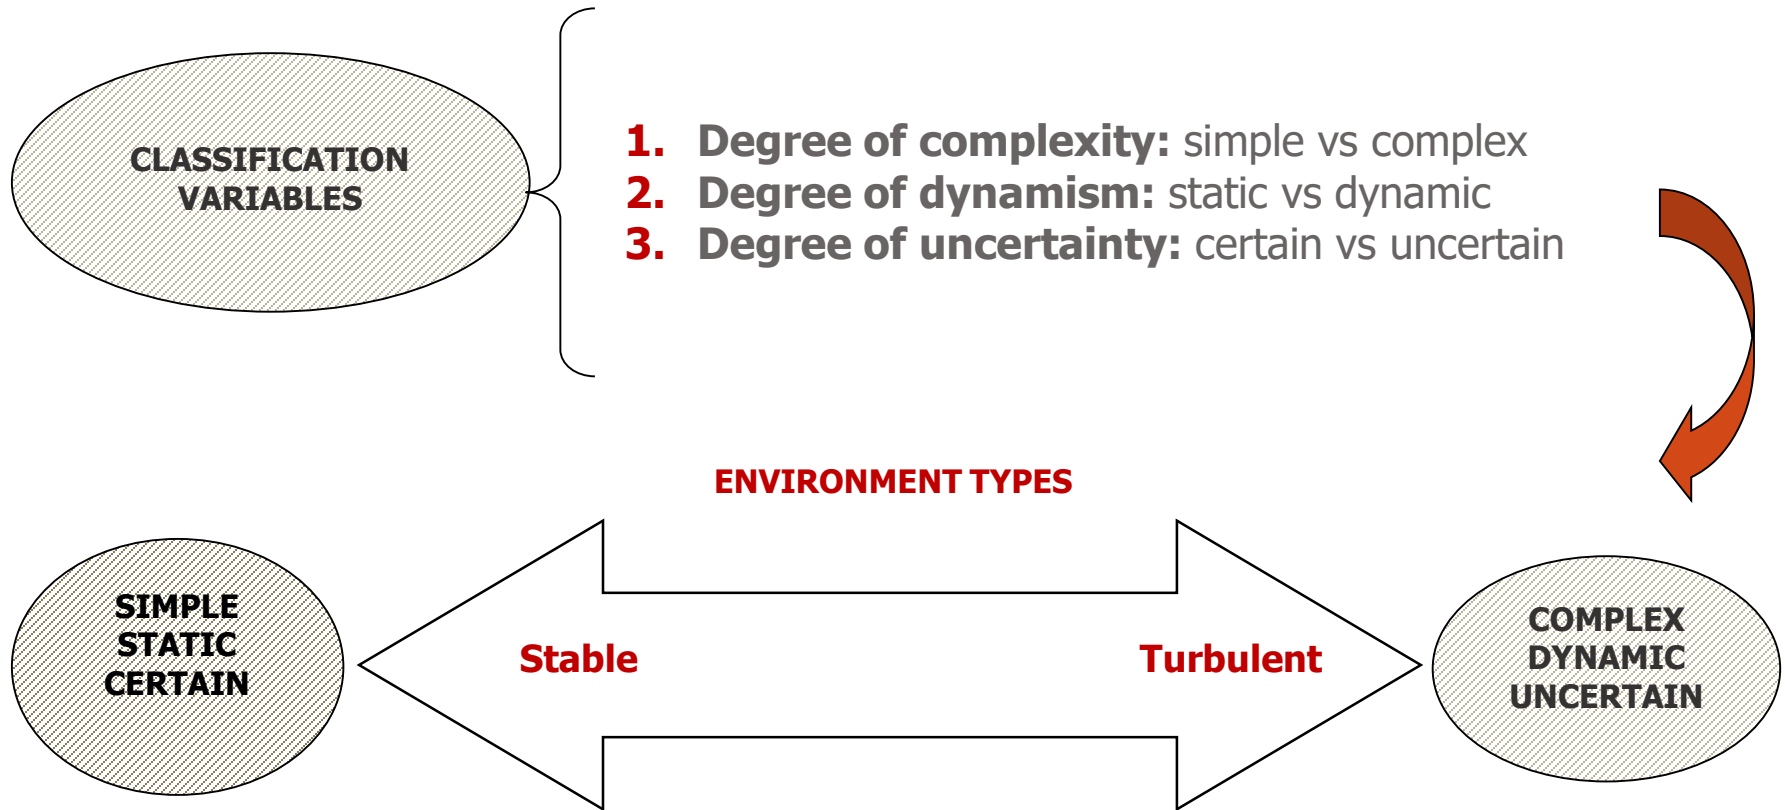 CLASSIFICATION
VARIABLES
1. Degree of complexity: simple vs complex
2. Degree of dynamism: static vs dynamic
3. Degree of uncertainty: certain vs uncertain
ENVIRONMENT TYPES
SIMPLE
STATIC
CERTAIN
Stable
Turbulent
COMPLEX
DYNAMIC
UNCERTAIN